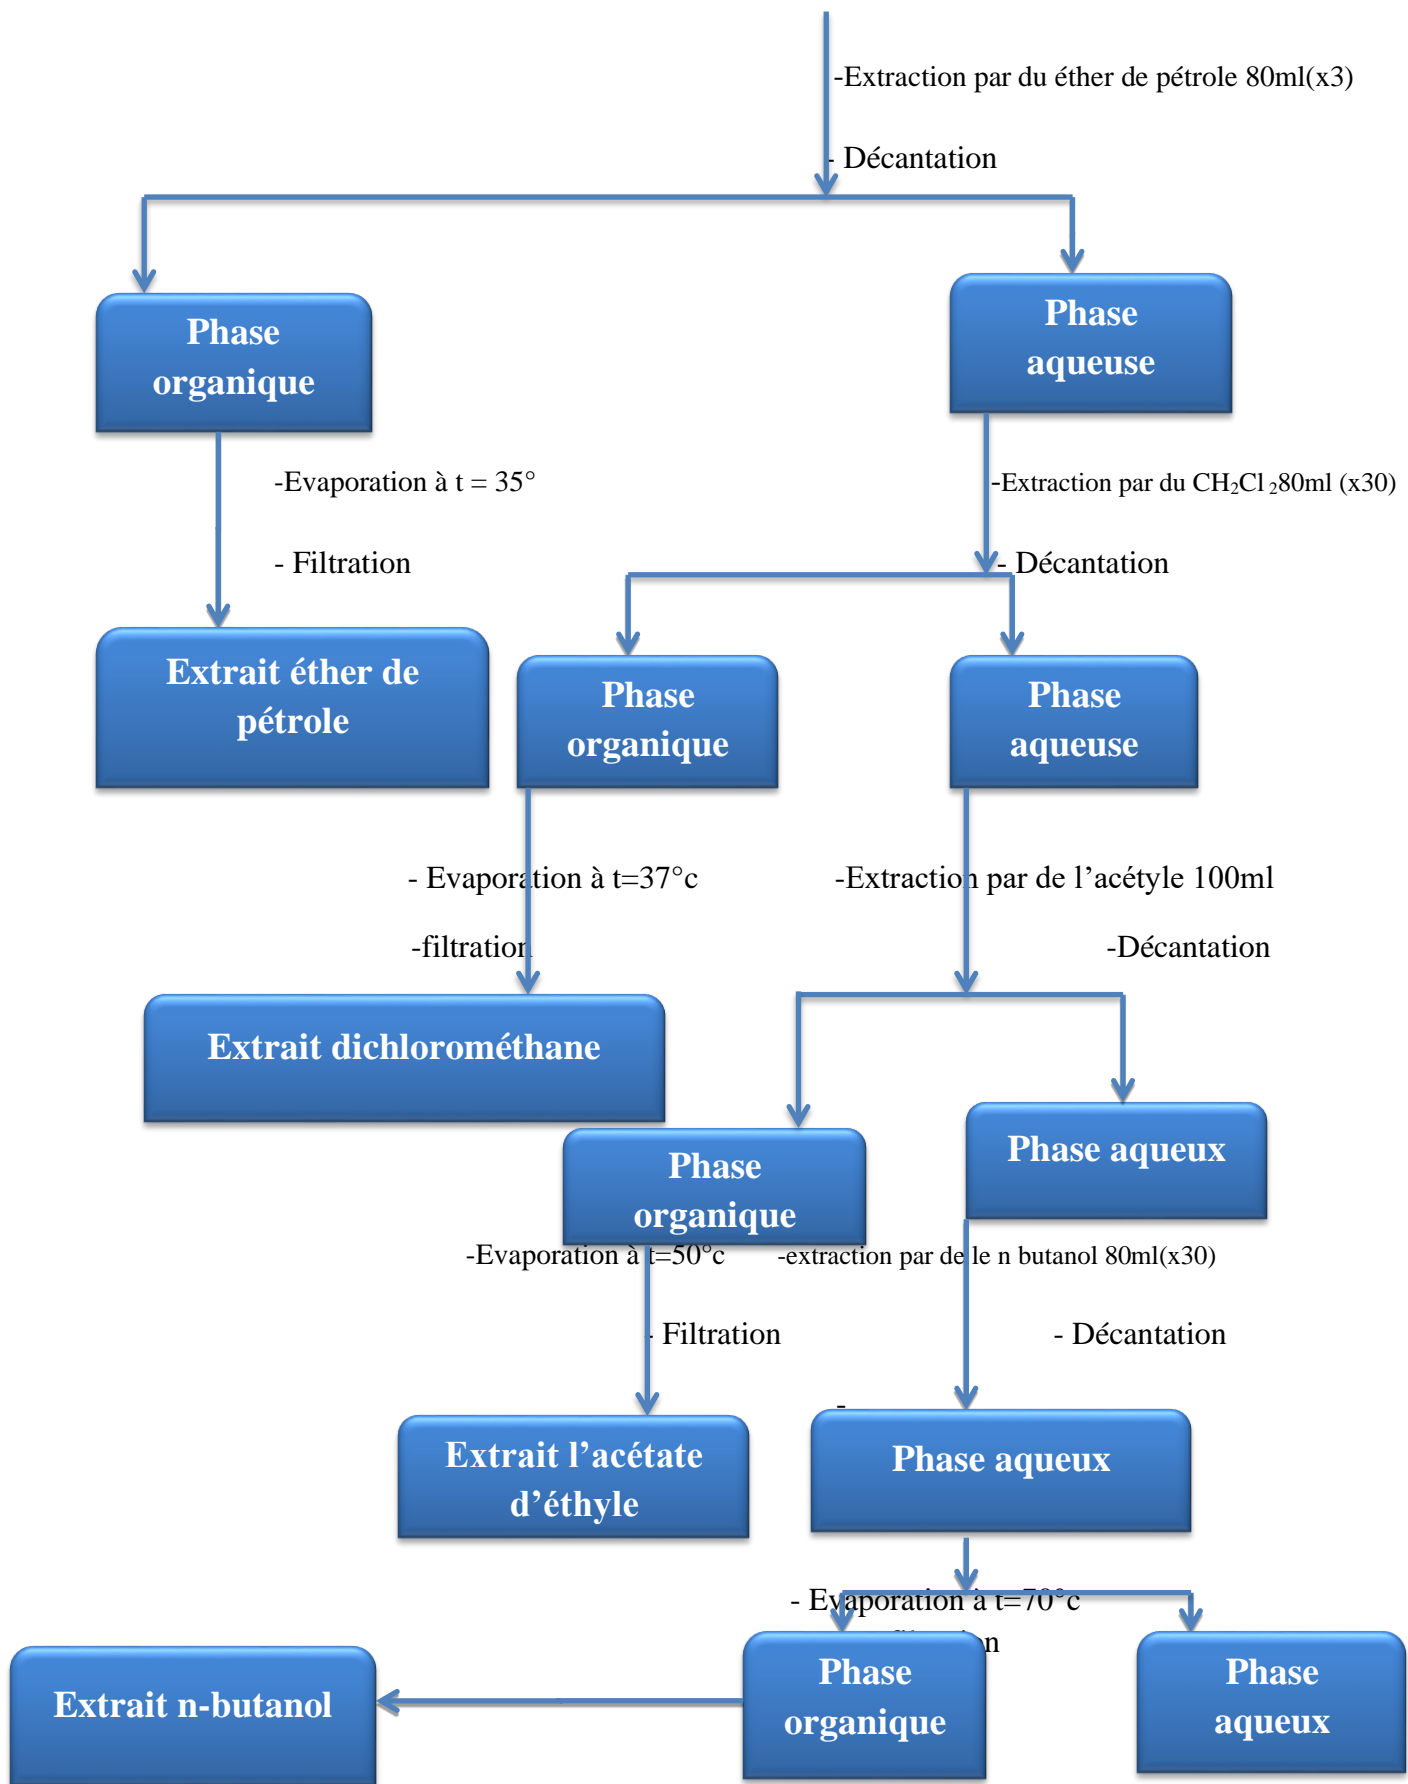 -Extraction par du éther de pétrole 80ml(x3)
- Décantation
Phase
organique
Phase
aqueuse
-Evaporation à t = 35°
-Extraction par du CH₂Cl ₂80ml (x30)
- Filtration
- Décantation
Extrait éther de
pétrole
Phase
organique
Phase
aqueuse
- Evaporation à t=37°c
-Extraction par de l’acétyle 100ml
-filtration
-Décantation
Extrait dichlorométhane
Phase
organique
Phase aqueux
-Evaporation à t=50°c
-extraction par de le n butanol 80ml(x30)
- Filtration
- Décantation
-
Extrait l’acétate
d’éthyle
Phase aqueux
- Evaporation à t=70°c
Extrait n-butanol
Phase
organique
Phase
aqueux